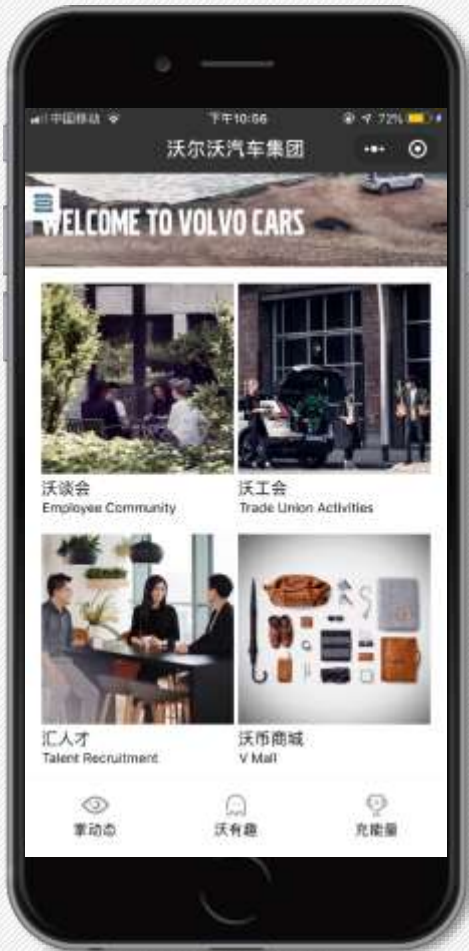 中国移动
下午10:56
72%
沃尔沃汽车集团
WELCOME TO VOLVO CARS
沃谈会
Employee Community
沃工会
Trade Union Activities
汇人才
Talent Recruitment
沃币商城
V Mall
掌动态
沃有趣
充能量